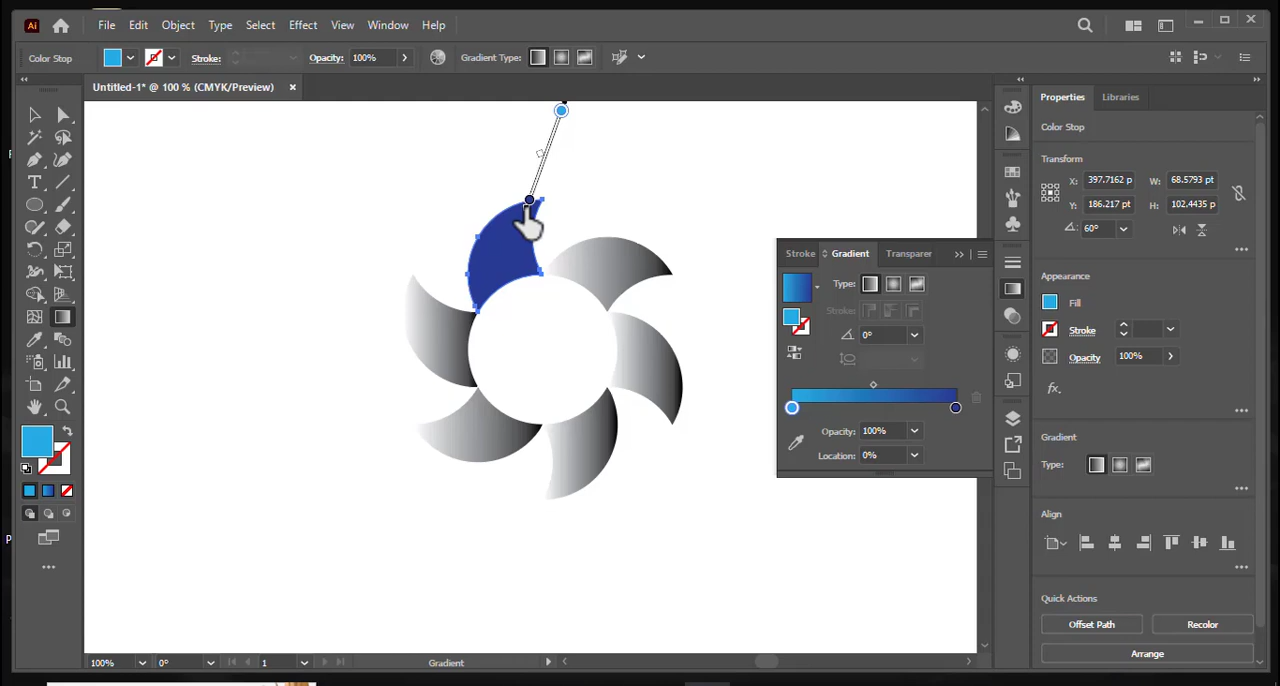 Ai File Edit Object Type Select Effect View Window Help
Color Stop Stroke: Opacity: 100% Gradient Type:
Untitled-1* @ 100 % (CMYK/Preview) ×
Properties Libraries
Color Stop
Transform
X: 397.7162 p W: 68.5793 pt
Y: 186.217 pt H: 102.4435 p
60°
Stroke Gradient Transparer
Type:
Stroke:
0°
Opacity: 100%
Location: 0%
Appearance
Fill
Stroke
Opacity 100%
fx.
Gradient
Type:
Align
Quick Actions
Offset Path Recolor
Arrange
100% 0° 1 Gradient